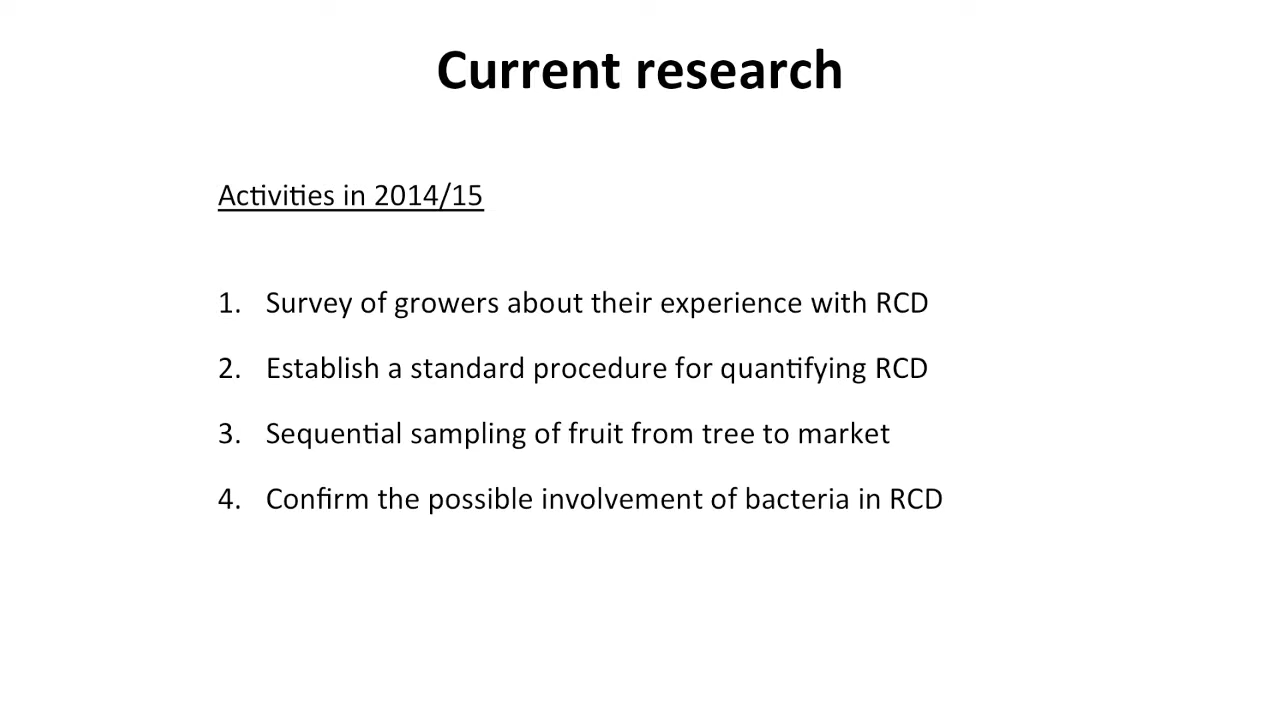 Current research
Activities in 2014/15
1. Survey of growers about their experience with RCD
2. Establish a standard procedure for quantifying RCD
3. Sequential sampling of fruit from tree to market
4. Confirm the possible involvement of bacteria in RCD